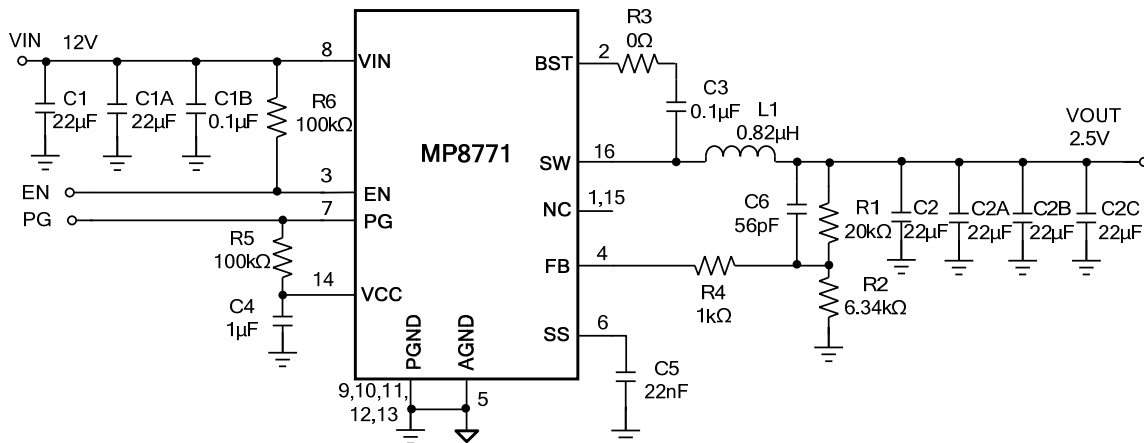 VIN 12V
8
VIN
C1
22µF
C1A
22µF
C1B
0.1µF
R6
100kΩ
EN
3
EN
PG
7
PG
R5
100kΩ
14
VCC
C4
1µF
MP8771
PGND
AGND
9,10,11,
12,13
5
BST
2
R3
0Ω
C3
0.1µF
L1
0.82µH
SW
16
NC
1,15
FB
4
R4
1kΩ
SS
6
C5
22nF
C6
56pF
R1
20kΩ
R2
6.34kΩ
C2
22µF
C2A
22µF
C2B
22µF
C2C
22µF
VOUT
2.5V